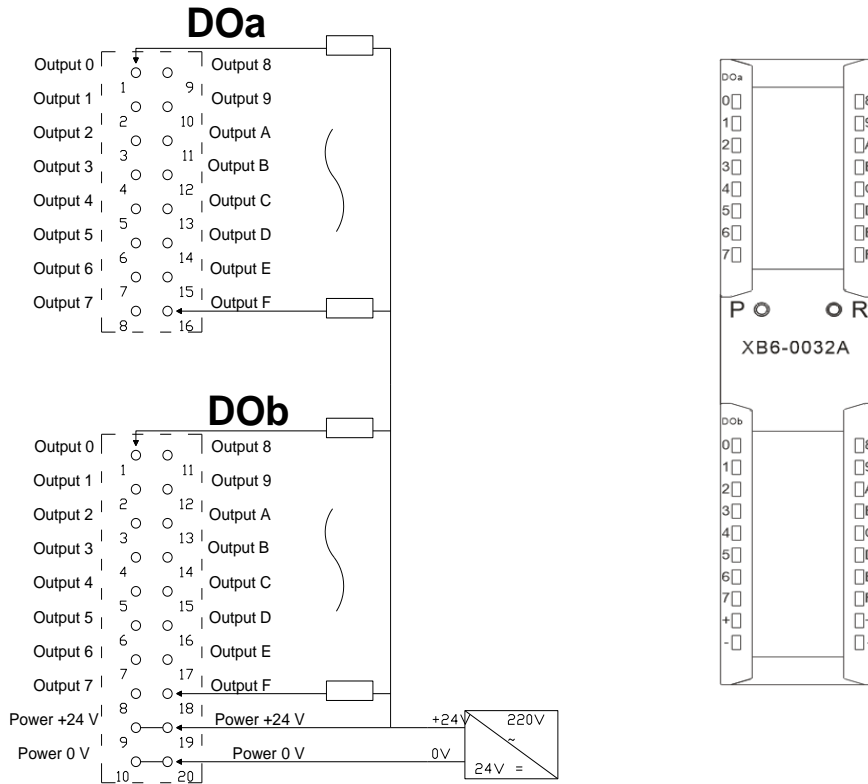 DOa
Output 0 1 9 Output 8
Output 1 2 10 Output 9
Output 2 3 11 Output A
Output 3 4 12 Output B
Output 4 5 13 Output C
Output 5 6 14 Output D
Output 6 7 15 Output E
Output 7 8 16 Output F
DOb
Output 0 1 11 Output 8
Output 1 2 12 Output 9
Output 2 3 13 Output A
Output 3 4 14 Output B
Output 4 5 15 Output C
Output 5 6 16 Output D
Output 6 7 17 Output E
Output 7 8 18 Output F
Power +24 V 9 19 Power +24 V +24V
Power 0 V 10 20 Power 0 V 0V
220V
~
24V =
DOa
0 8
1 9
2 A
3
4
5
6
7
P R
XB6-0032A
DOb
0 8
1 9
2 A
3
4
5
6
7
+
-